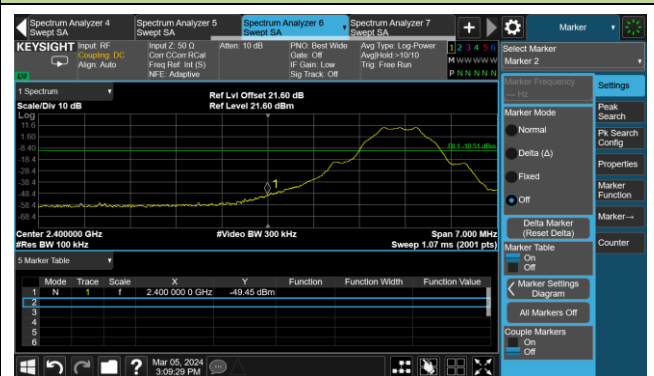 Spectrum Analyzer 4
Swept SA
Spectrum Analyzer 5
Swept SA
Spectrum Analyzer 6
Swept SA
Spectrum Analyzer 7
Swept SA
Marker
KEYSIGHT
Input: RF
Coupling: DC
Align: Auto
LXI
Input Z: 50 Ω
Corr CCorr RCal
Freq Ref: Int (S)
NFE: Adaptive
Atten: 10 dB
PNO: Best Wide
Gate: Off
IF Gain: Low
Sig Track: Off
Avg Type: Log-Power
Avg|Hold:>10/10
Trig: Free Run
1 2 3 4 5 6
M W W W W W
P N N N N N
Select Marker
Marker 2
1 Spectrum
Scale/Div 10 dB
Log
Ref Lvl Offset 21.60 dB
Ref Level 21.60 dBm
11.6
1.60
-8.40
-18.4
-28.4
-38.4
-48.4
-58.4
-68.4
DL1 -10.51 dBm
1
Center 2.400000 GHz
#Res BW 100 kHz
#Video BW 300 kHz
Span 7.000 MHz
Sweep 1.07 ms (2001 pts)
5 Marker Table
Mode Trace Scale X Y Function Function Width Function Value
1 N 1 f 2.400 000 0 GHz -49.45 dBm
2
3
4
5
6
Marker Frequency
--- Hz
Marker Mode
Normal
Delta (Δ)
Fixed
Off
Delta Marker
(Reset Delta)
Marker Table
On
Off
Marker Settings
Diagram
All Markers Off
Couple Markers
On
Off
Settings
Peak
Search
Pk Search
Config
Properties
Marker
Function
Marker→
Counter
Mar 05, 2024
3:09:29 PM